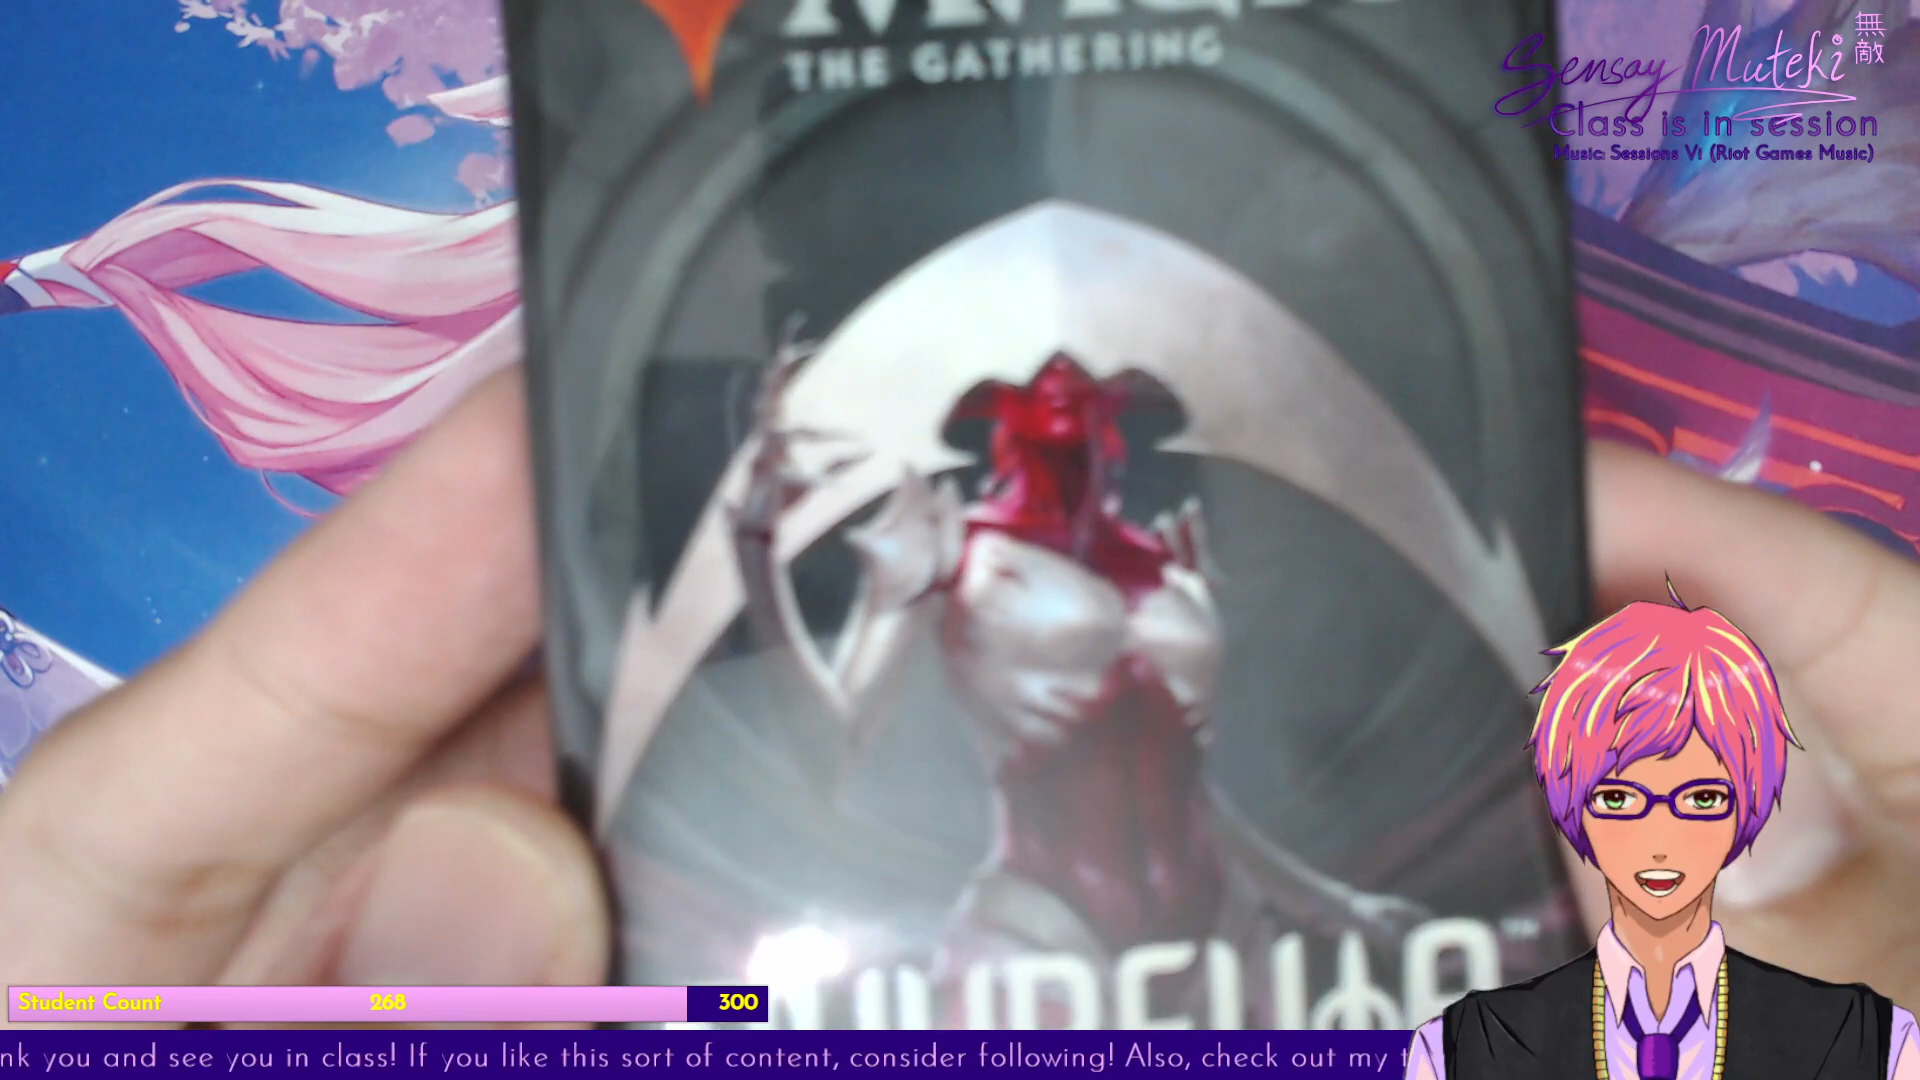 THE GATHERING
Sensay Muteki 無敵
Class is in session
Music: Sessions Vi (Riot Games Music)
Student Count 268 300
nk you and see you in class! If you like this sort of content, consider following! Also, check out my t